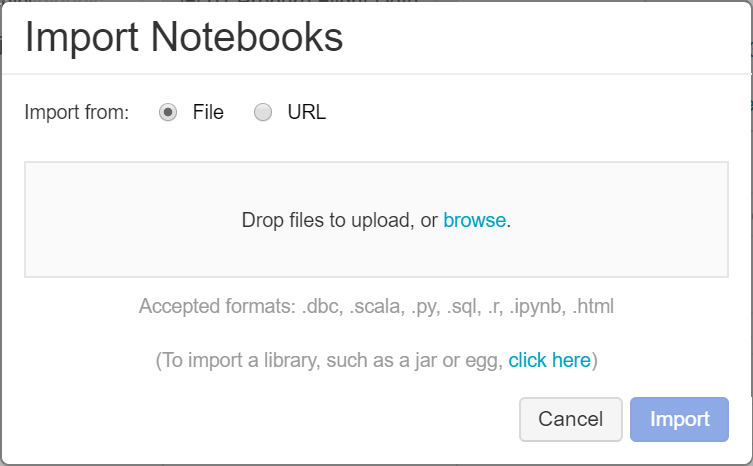 Import Notebooks
Import from: File URL
Drop files to upload, or browse.
Accepted formats: .dbc, .scala, .py, .sql, .r, .ipynb, .html
(To import a library, such as a jar or egg, click here)
Cancel Import